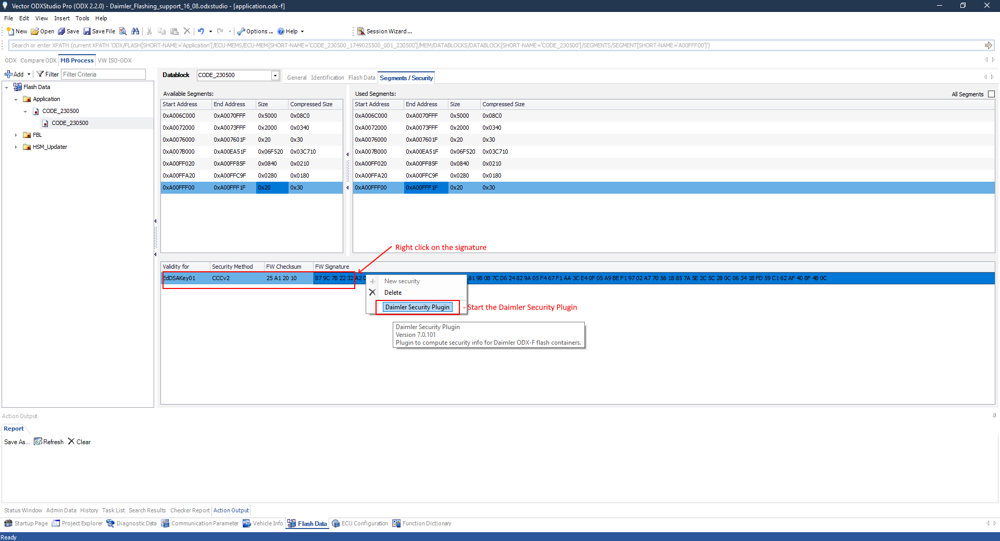 Vector ODXStudio Pro (ODX 2.2.0) - Daimler_Flashing_support_16_08.odxstudio - [application.odx-f]
File Edit View Insert Tools Help
New Open Save Save File Options ... Help Session Wizard ...
Search or enter XPATH (current XPATH 'ODX/FLASH[SHORT-NAME='Application']/ECU-MEMS/ECU-MEM[SHORT-NAME='CODE_230500_1749025500_001_230500']/MEM/DATABLOCKS/DATABLOCK[SHORT-NAME='CODE_230500']/SEGMENTS/SEGMENT[SHORT-NAME='A00FFF00']')
ODX Compare ODX MB Process VW ISO-ODX
Add Filter Filter Criteria
Flash Data
Application
CODE_230500
CODE_230500
FBL
HSM_Updater
Datablock CODE_230500 General Identification Flash Data Segments / Security
Available Segments:
Start Address End Address Size Compressed Size
0xA006C000 0xA0070FFF 0x5000 0x08C0
0xA0072000 0xA0073FFF 0x2000 0x0340
0xA0076000 0xA007601F 0x20 0x30
0xA007B000 0xA00EA51F 0x06F520 0x03C710
0xA00FF020 0xA00FF85F 0x0840 0x0210
0xA00FFA20 0xA00FFC9F 0x0280 0x0180
0xA00FFF00 0xA00FFF1F 0x20 0x30
Used Segments: All Segments
Start Address End Address Size Compressed Size
0xA006C000 0xA0070FFF 0x5000 0x08C0
0xA0072000 0xA0073FFF 0x2000 0x0340
0xA0076000 0xA007601F 0x20 0x30
0xA007B000 0xA00EA51F 0x06F520 0x03C710
0xA00FF020 0xA00FF85F 0x0840 0x0210
0xA00FFA20 0xA00FFC9F 0x0280 0x0180
0xA00FFF00 0xA00FFF1F 0x20 0x30
Right click on the signature
Validity for Security Method FW Checksum FW Signature
EdDSAKey01 CCCv2 25 A1 20 10 B7 9C 7B 22 32 A2 81 9B 0B 7C D6 24 82 9A 05 F4 67 F1 AA 3C E4 0F 05 A9 BE F1 97 02 A7 70 56 18 85 7A 5E 2C 5C 28 0C 06 34 1B FD 59 C1 62 AF 40 8F 4B 0C
New security
Delete
Daimler Security Plugin
- Start the Daimler Security Plugin
Daimler Security Plugin
Version 7.0.101
Plugin to compute security info for Daimler ODX-F flash containers.
Action Output
Report
Save As... Refresh Clear
Status Window Admin Data History Task List Search Results Checker Report Action Output
Startup Page Project Explorer Diagnostic Data Communication Parameter Vehicle Info Flash Data ECU Configuration Function Dictionary
Ready